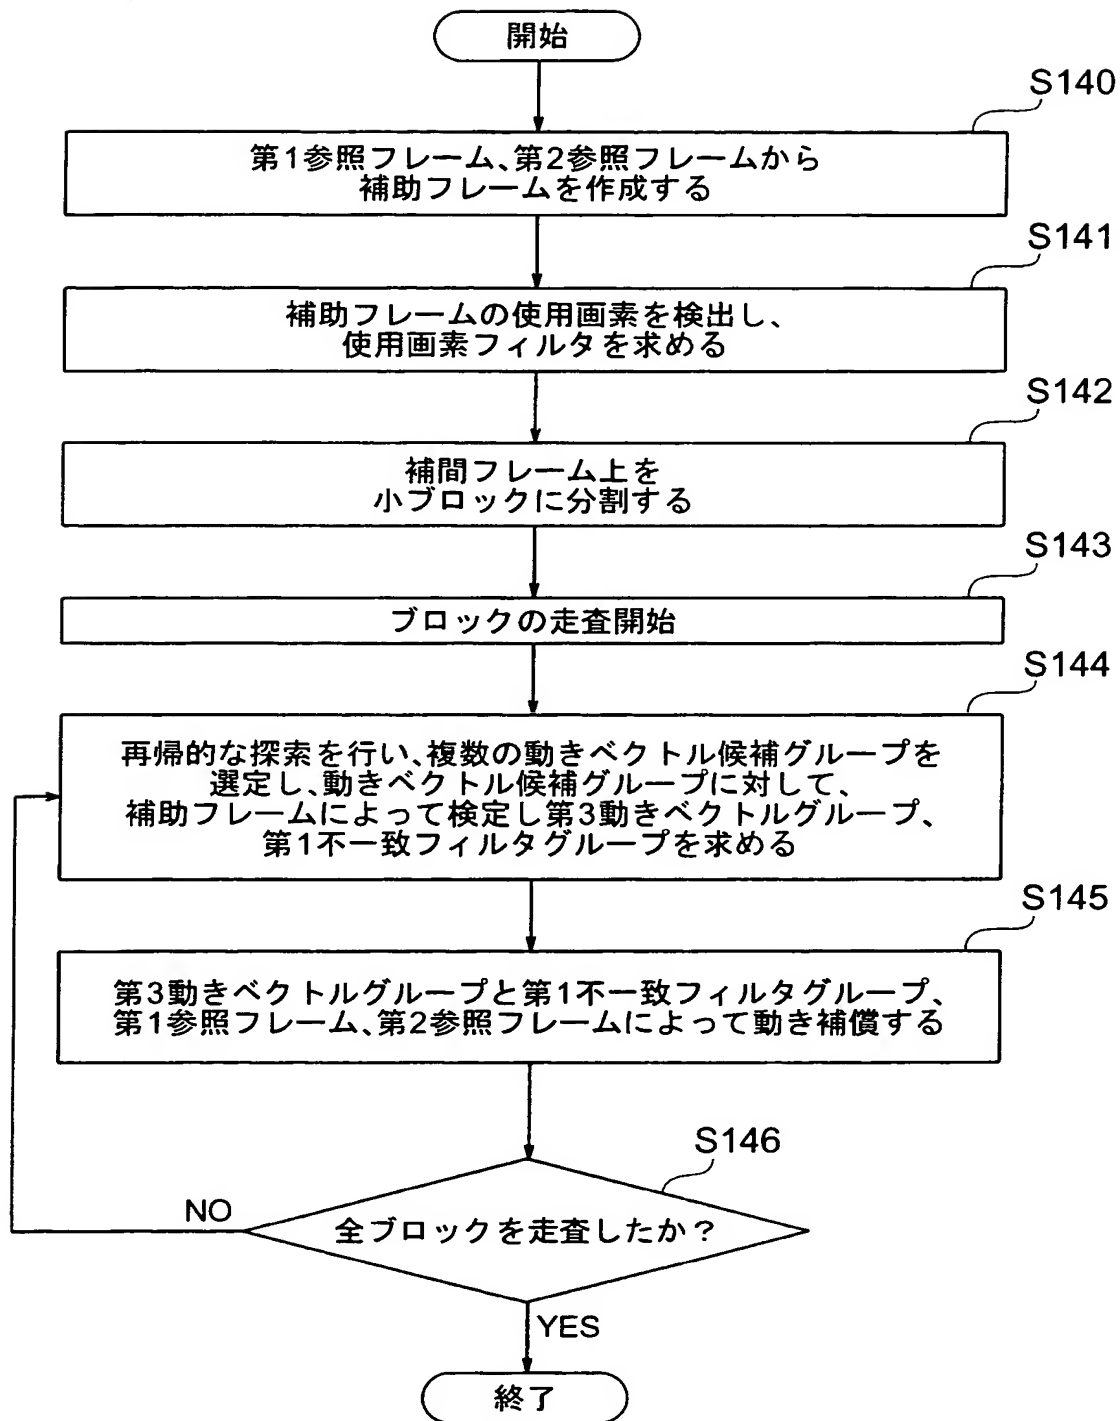 開始
S140
第1参照フレーム、第2参照フレームから
補助フレームを作成する
S141
補助フレームの使用画素を検出し、
使用画素フィルタを求める
S142
補間フレーム上を
小ブロックに分割する
S143
ブロックの走査開始
S144
再帰的な探索を行い、複数の動きベクトル候補グループを
選定し、動きベクトル候補グループに対して、
補助フレームによって検定し第3動きベクトルグループ、
第1不一致フィルタグループを求める
S145
第3動きベクトルグループと第1不一致フィルタグループ、
第1参照フレーム、第2参照フレームによって動き補償する
S146
全ブロックを走査したか？
NO
YES
終了